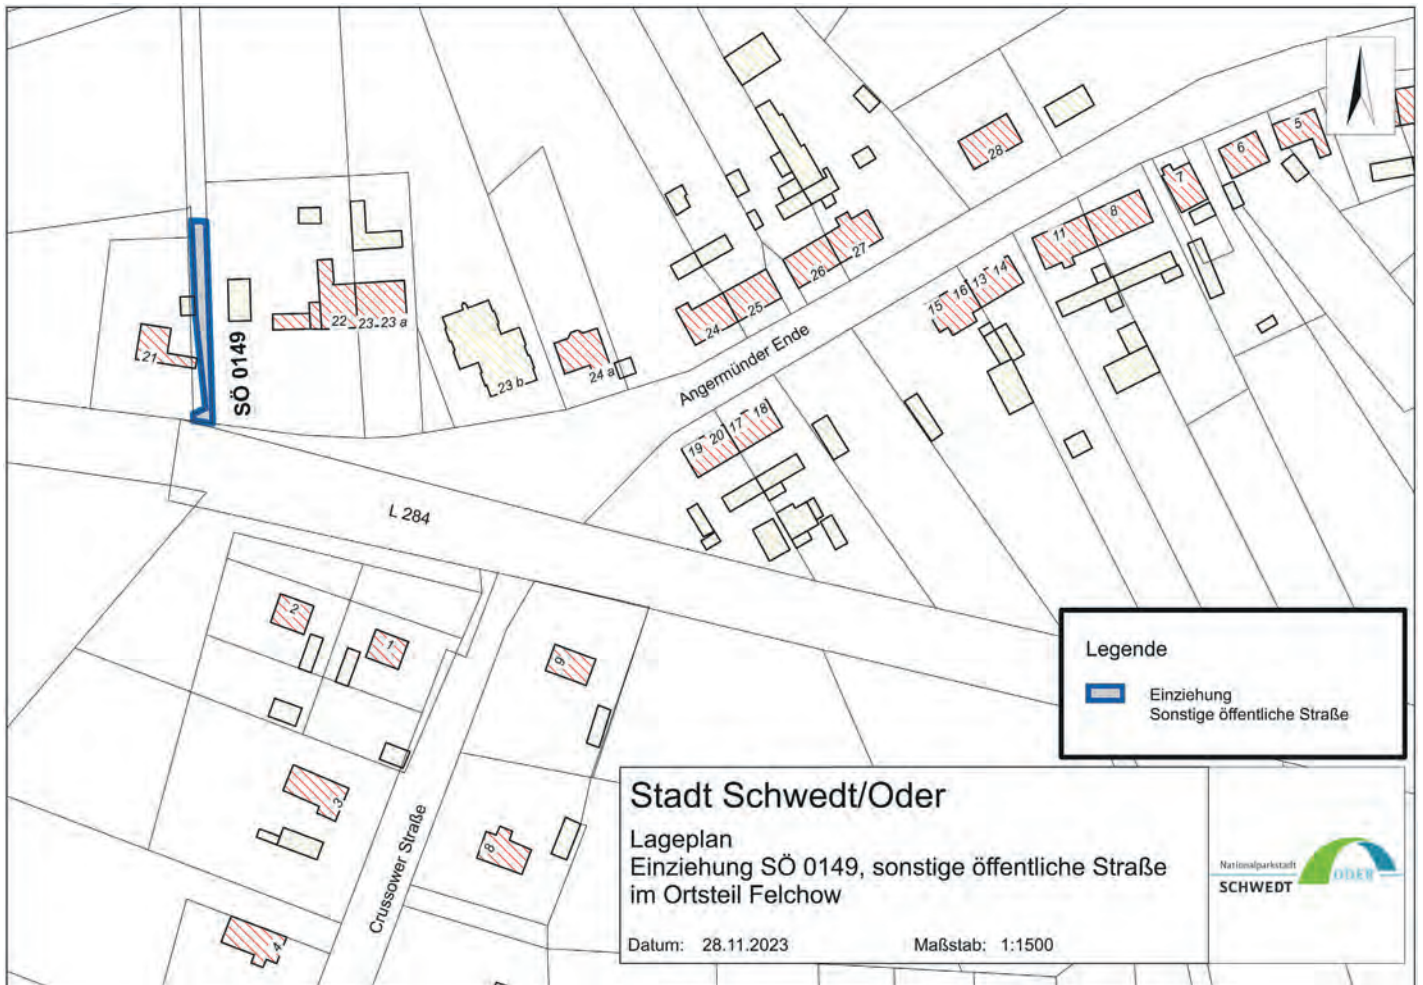 28
5
6
7
8
11
27
26
25
24
14
13
16
15
Angermünder Ende
SÖ 0149
22
23
23 a
21
23 b
24 a
18
17
20
19
L 284
2
1
9
3
8
4
Crussower Straße
Legende
Einziehung
Sonstige öffentliche Straße
Stadt Schwedt/Oder
Lageplan
Einziehung SÖ 0149, sonstige öffentliche Straße
im Ortsteil Felchow
Datum: 28.11.2023 Maßstab: 1:1500
Nationalparkstadt
SCHWEDT
ODER